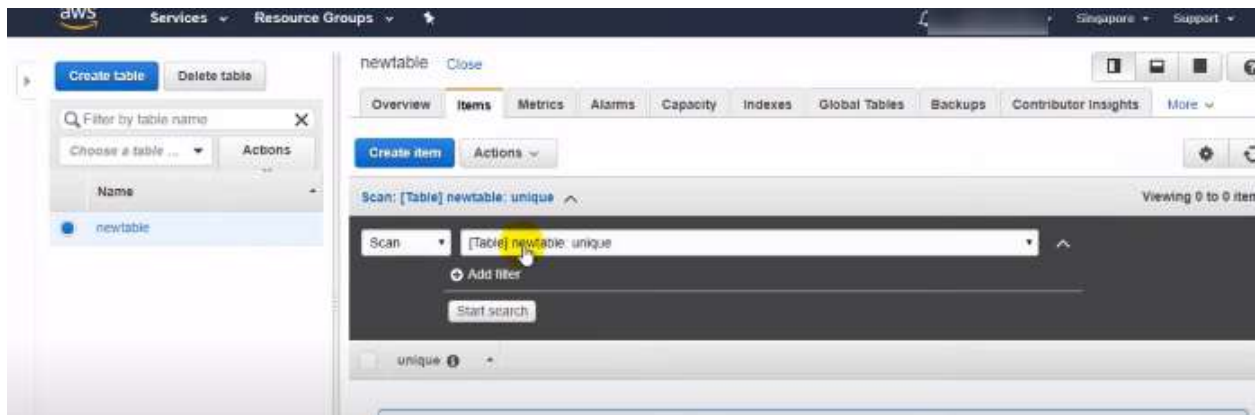 aws Services Resource Groups Singapore Support
Create table Delete table
Filter by table name
Choose a table ... Actions
Name
newtable
newtable Close
Overview Items Metrics Alarms Capacity Indexes Global Tables Backups Contributor Insights More
Create item Actions
Scan: [Table] newtable: unique
Viewing 0 to 0 item
Scan [Table] newtable: unique
Add filter
Start search
unique